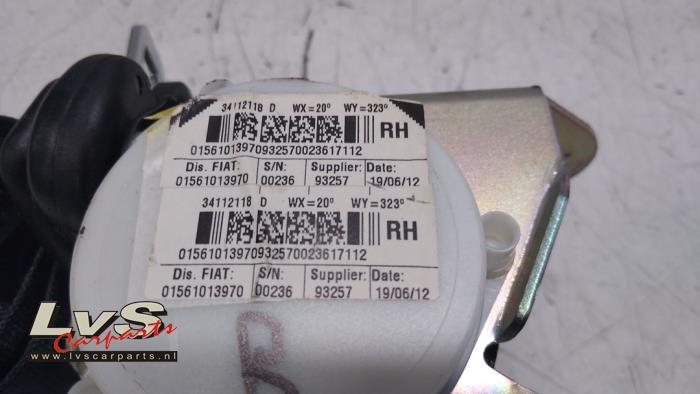 34112118 D WX=20° WY=323°
RH
01561013970932570023617112
Dis. FIAT: S/N: Supplier: Date:
01561013970 00236 93257 19/06/12
34112118 D WX=20° WY=323°
RH
01561013970932570023617112
Dis. FIAT: S/N: Supplier: Date:
01561013970 00236 93257 19/06/12
B
LvS
Carparts
www.lvscarparts.nl